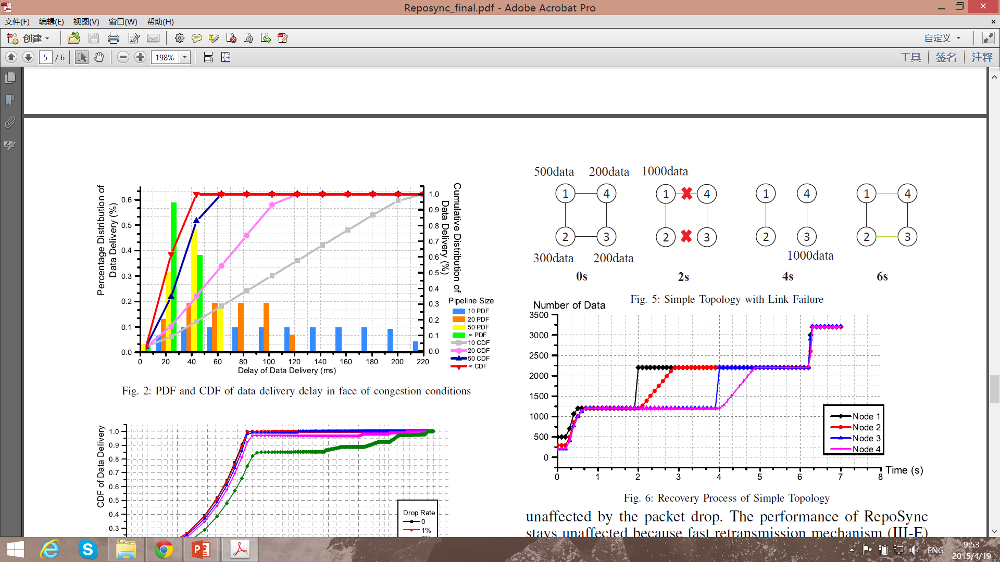 Reposync_final.pdf - Adobe Acrobat Pro
文件(F) 编辑(E) 视图(V) 窗口(W) 帮助(H)
创建
自定义
5 / 6
198%
工具 签名 注释
Percentage Distribution of
Data Delivery (%)
0.6
0.5
0.4
0.3
0.2
0.1
0.0
0 20 40 60 80 100 120 140 160 180 200 220
Delay of Data Delivery (ms)
1.0
0.9
0.8
0.7
0.6
0.5
0.4
0.3
0.2
0.1
0.0
Cumulative Distribution of
Data Delivery (%)
Pipeline Size
10 PDF
20 PDF
50 PDF
∞ PDF
10 CDF
20 CDF
50 CDF
∞ CDF
Fig. 2: PDF and CDF of data delivery delay in face of congestion conditions
CDF of Data Delivery
1.0
0.9
0.8
0.7
0.6
0.5
0.4
0.3
Drop Rate
0
1%
500data 200data 1000data
1 4 1 4 1 4 1 4
2 3 2 3 2 3 2 3
300data 200data 1000data
0s 2s 4s 6s
Fig. 5: Simple Topology with Link Failure
Number of Data
3500
3000
2500
2000
1500
1000
500
0
0 1 2 3 4 5 6 7 8
Time (s)
Node 1
Node 2
Node 3
Node 4
Fig. 6: Recovery Process of Simple Topology
unaffected by the packet drop. The performance of RepoSync
stays unaffected because fast retransmission mechanism (III-E)
ENG
9:53
2015/4/19